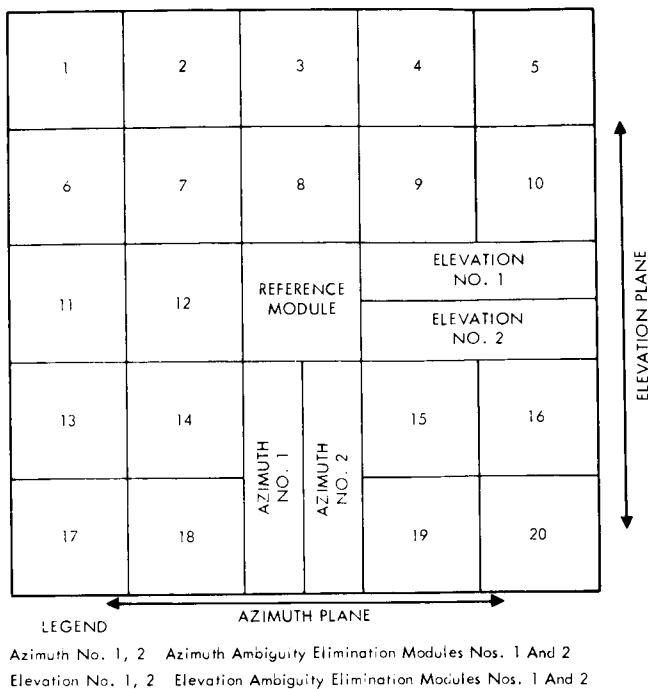 1 2 3 4 5
6 7 8 9 10
11 12 REFERENCE MODULE ELEVATION NO. 1
ELEVATION NO. 2
13 14 AZIMUTH NO. 1 AZIMUTH NO. 2 15 16
17 18 19 20
ELEVATION PLANE
AZIMUTH PLANE
LEGEND
Azimuth No. 1, 2 Azimuth Ambiguity Elimination Modules Nos. 1 And 2
Elevation No. 1, 2 Elevation Ambiguity Elimination Modules Nos. 1 And 2